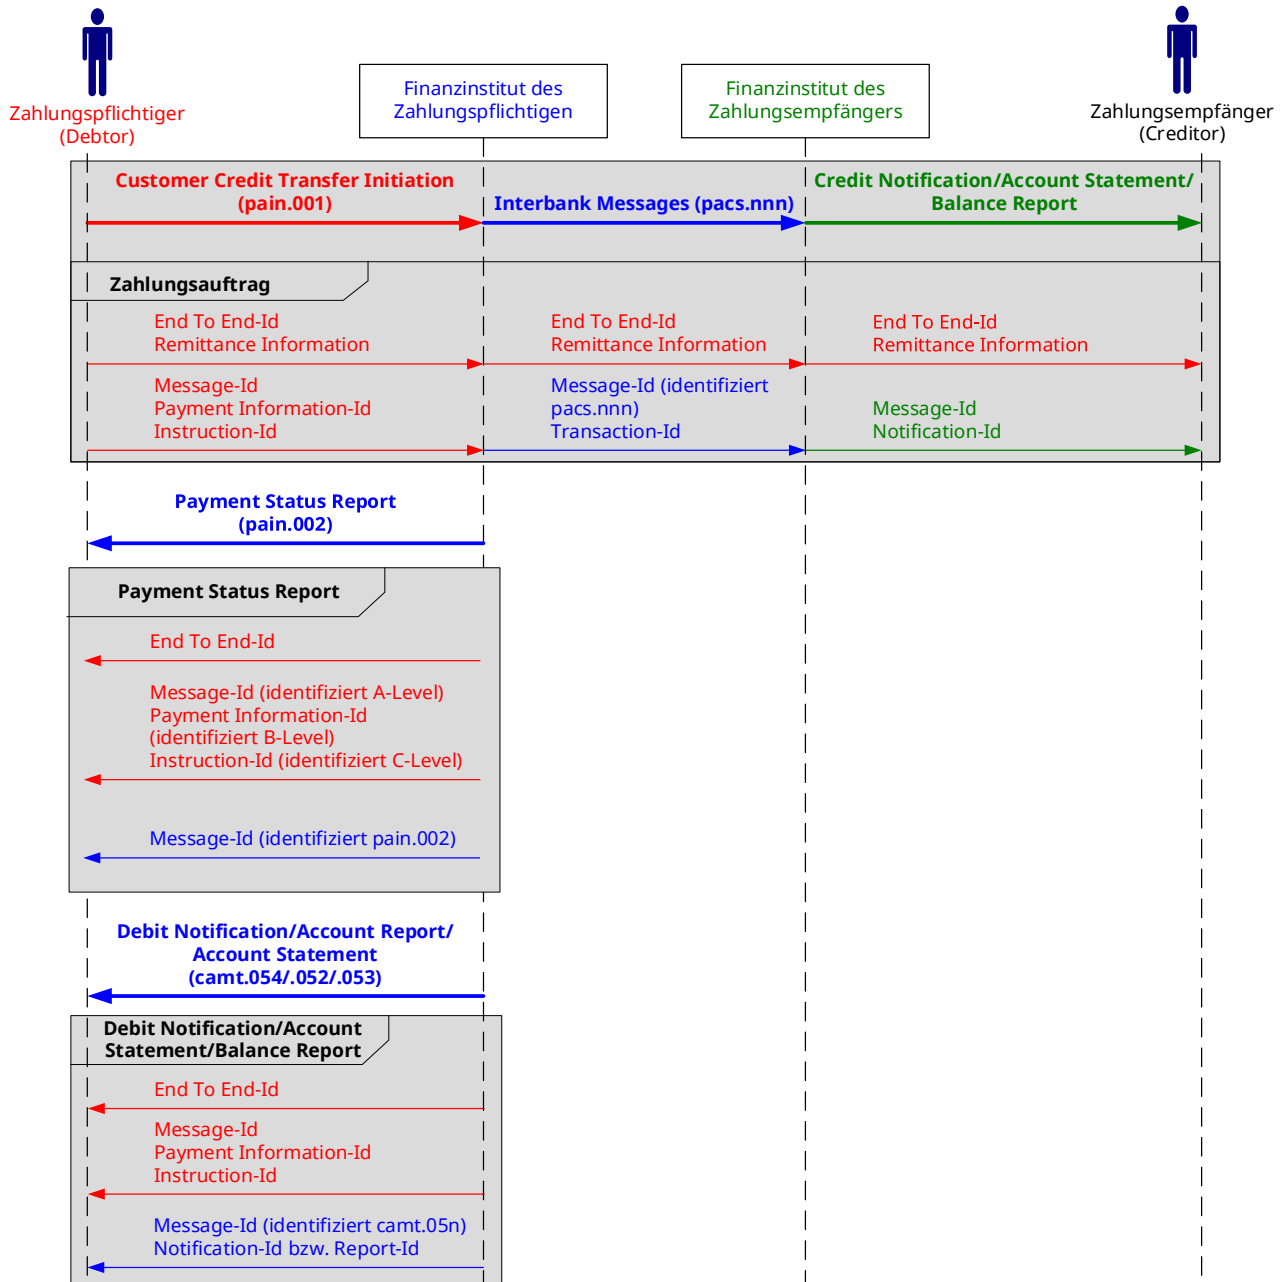 Zahlungspflichtiger
(Debtor)
Finanzinstitut des
Zahlungspflichtigen
Finanzinstitut des
Zahlungsempfängers
Zahlungsempfänger
(Creditor)
Customer Credit Transfer Initiation
(pain.001)
Interbank Messages (pacs.nnn)
Credit Notification/Account Statement/
Balance Report
Zahlungsauftrag
End To End-Id
Remittance Information
End To End-Id
Remittance Information
End To End-Id
Remittance Information
Message-Id
Payment Information-Id
Instruction-Id
Message-Id (identifiziert
pacs.nnn)
Transaction-Id
Message-Id
Notification-Id
Payment Status Report
(pain.002)
Payment Status Report
End To End-Id
Message-Id (identifiziert A-Level)
Payment Information-Id
(identifiziert B-Level)
Instruction-Id (identifiziert C-Level)
Message-Id (identifiziert pain.002)
Debit Notification/Account Report/
Account Statement
(camt.054/.052/.053)
Debit Notification/Account
Statement/Balance Report
End To End-Id
Message-Id
Payment Information-Id
Instruction-Id
Message-Id (identifiziert camt.05n)
Notification-Id bzw. Report-Id